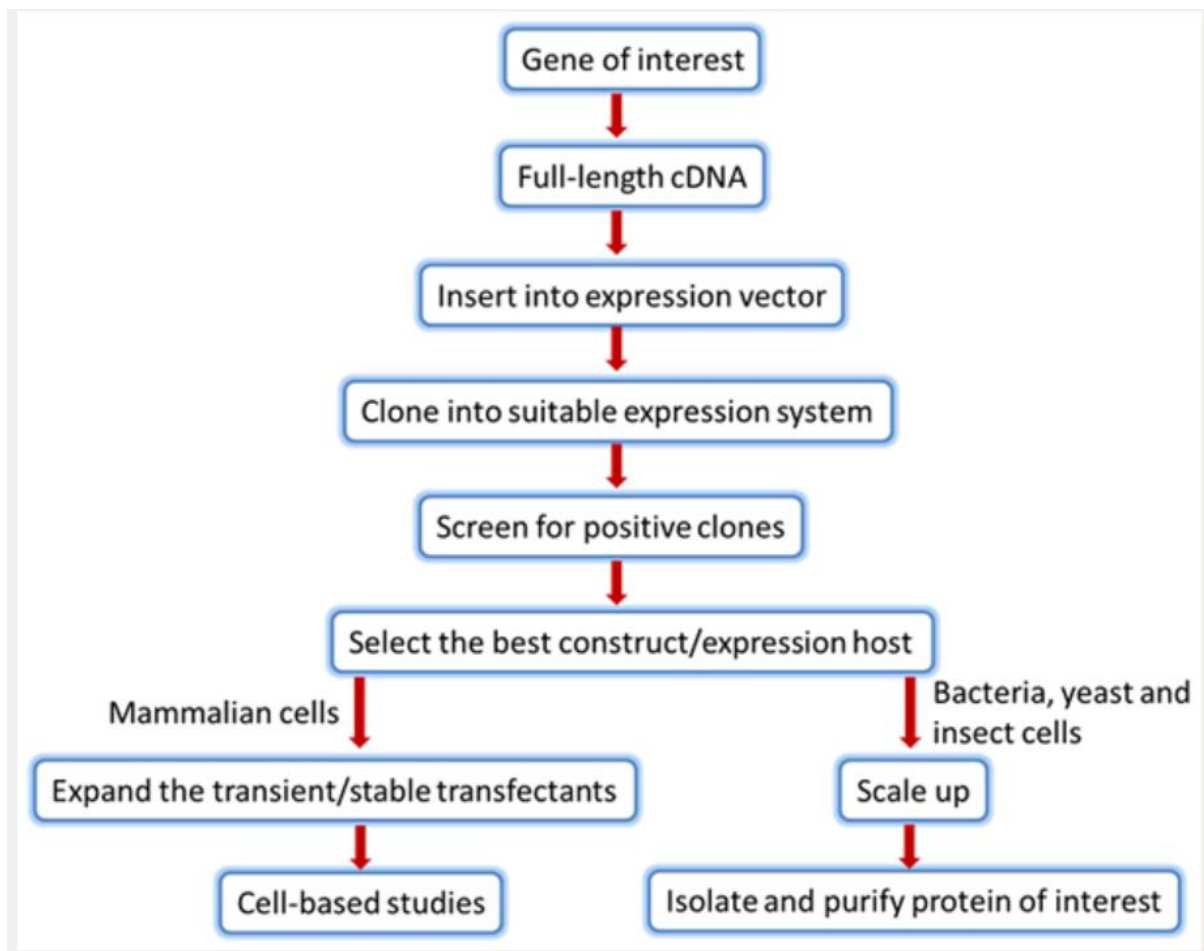 Gene of interest
Full-length cDNA
Insert into expression vector
Clone into suitable expression system
Screen for positive clones
Select the best construct/expression host
Mammalian cells
Bacteria, yeast and
insect cells
Expand the transient/stable transfectants
Scale up
Cell-based studies
Isolate and purify protein of interest